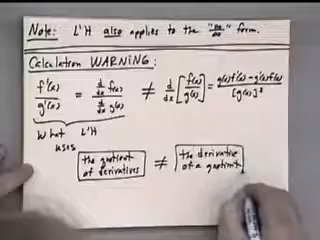 Note: L'H also applies to the "∞/∞" form.
Calculation WARNING:
f'(x)/g'(x) = d/dx f(x) / d/dx g(x) ≠ d/dx [f(x)/g(x)] = g(x)f'(x) - g'(x)f(x) / [g(x)]²
What L'H
uses
the quotient of derivatives ≠ the derivative of a quotient